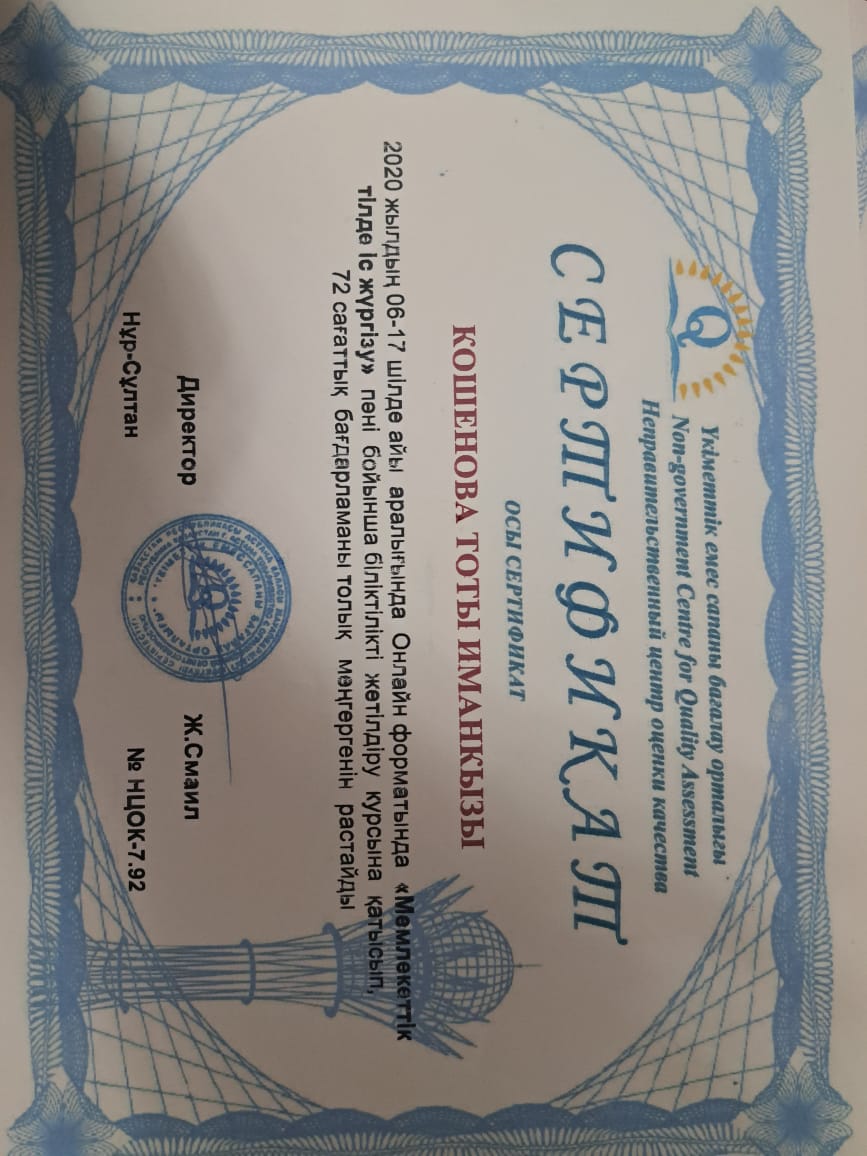 Үкіметтік емес сапаны бағалау орталығы
Non-government Centre for Quality Assessment
Неправительственный центр оценки качества
СЕРТИФИКАТ
ОСЫ СЕРТИФИКАТ
КОШЕНОВА ТОТЫ ИМАНКЫЗЫ
2020 жылдың 06-17 шілде айы аралығында Онлайн форматында «Мемлекеттік
тілде іс жүргізу» пәні бойынша біліктілікті жетілдіру курсына қатысып,
72 сағаттық бағдарламаны толық меңгергенін растайды
Директор Ж.Смаил
Нұр-Сұлтан № НЦОК-7.92